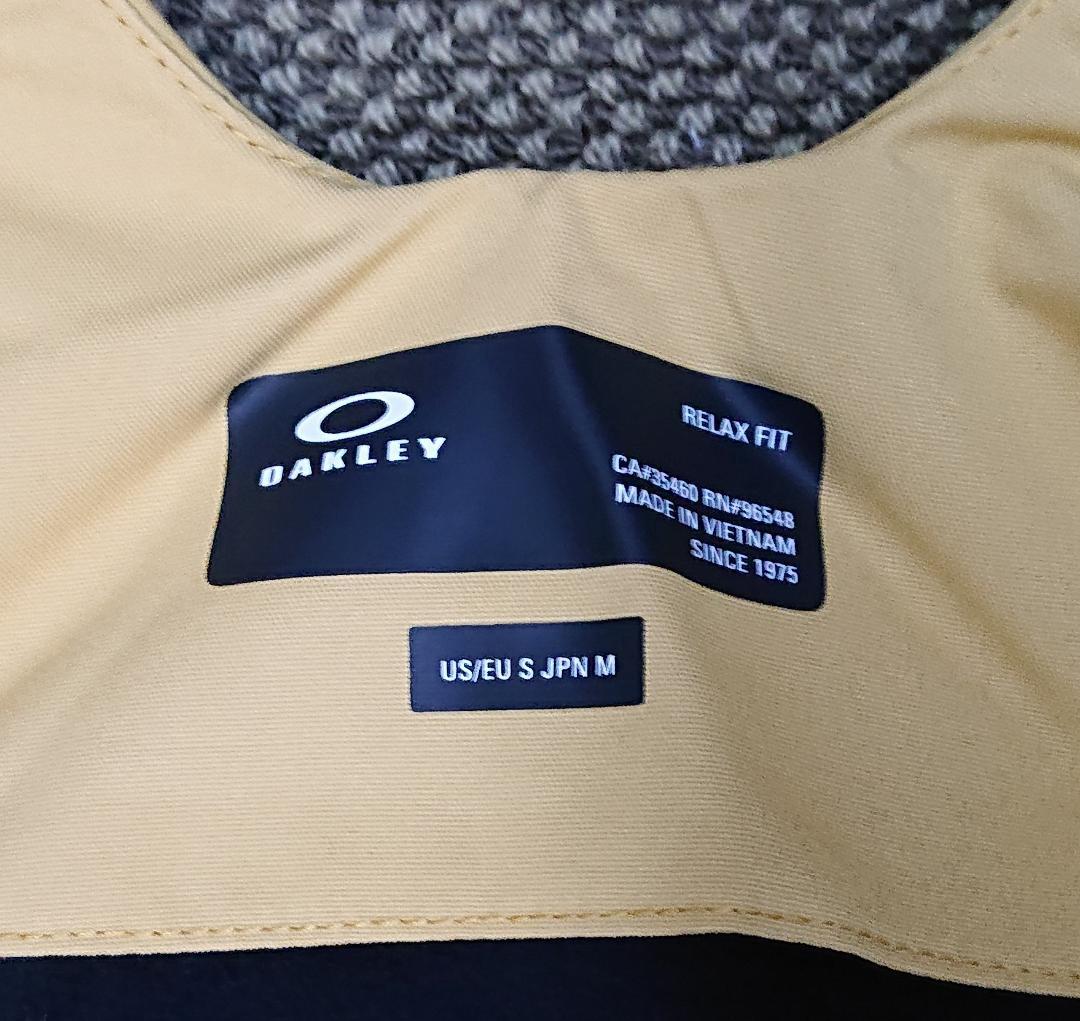 OAKLEY
RELAX FIT
CA#35460 RN#96548
MADE IN VIETNAM
SINCE 1975
US/EU S JPN M